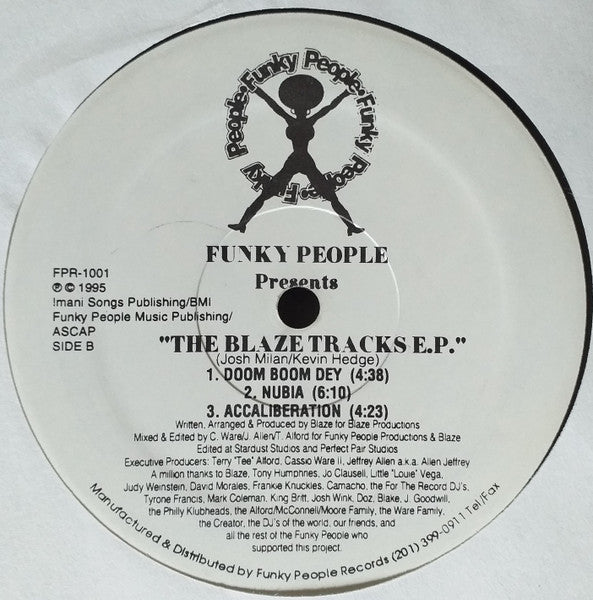 Funky People • Funky People • Funky People •
FUNKY PEOPLE
Presents
FPR-1001
℗ © 1995
!mani Songs Publishing/BMI
Funky People Music Publishing/
ASCAP
SIDE B
"THE BLAZE TRACKS E.P."
(Josh Milan/Kevin Hedge)
1. DOOM BOOM DEY (4:38)
2. NUBIA (6:10)
3. ACCALIBERATION (4:23)
Written, Arranged & Produced by Blaze for Blaze Productions
Mixed & Edited by C. Ware/J. Allen/T. Alford for Funky People Productions & Blaze
Edited at Stardust Studios and Perfect Pair Studios
Executive Producers: Terry "Tee" Alford, Cassio Ware II, Jeffrey Allen a.k.a. Allen Jeffrey
A million thanks to Blaze, Tony Humphries, Jo Clausell, Little "Louie" Vega,
Judy Weinstein, David Morales, Frankie Knuckles, Camacho, the For The Record DJ's,
Tyrone Francis, Mark Coleman, King Britt, Josh Wink, Doz, Blake, J. Goodwill,
the Philly Klubheads, the Alford/McConnell/Moore Family, the Ware Family,
the Creator, the DJ's of the world, our friends, and
all the rest of the Funky People who
supported this project.
Manufactured & Distributed by Funky People Records (201) 399-0911 Tel/Fax